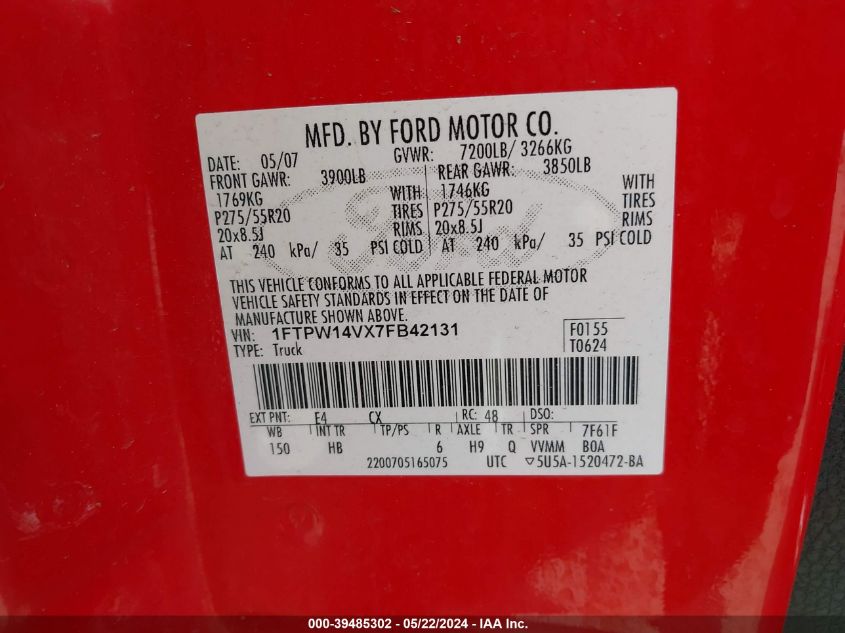 MFD. BY FORD MOTOR CO.
DATE: 05/07 GVWR: 7200LB/ 3266KG
FRONT GAWR: 3900LB REAR GAWR: 3850LB
1769KG WITH 1746KG WITH
P275/55R20 TIRES P275/55R20 TIRES
20x8.5J RIMS 20x8.5J RIMS
AT 240 kPa/ 35 PSI COLD AT 240 kPa/ 35 PSI COLD
Ford
THIS VEHICLE CONFORMS TO ALL APPLICABLE FEDERAL MOTOR
VEHICLE SAFETY STANDARDS IN EFFECT ON THE DATE OF
MANUFACTURE SHOWN ABOVE.
VIN: 1FTPW14VX7FB42131 F0155
TYPE: Truck T0624
EXT PNT: E4 CX RC: 48 DSO:
WB INT TR TP/PS R AXLE TR SPR 7F61F
150 HB 6 H9 Q VVMM B0A
2200705165075 UTC ▽5U5A-1520472-BA
000-39485302 - 05/22/2024 - IAA, Inc.